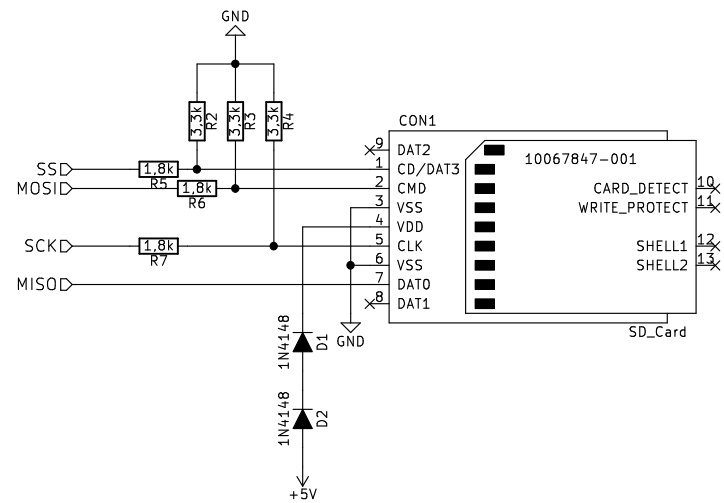 GND
3,3k R2
3,3k R3
3,3k R4
CON1
10067847-001
9 DAT2
SS 1,8k R5 1 CD/DAT3
MOSI 1,8k R6 2 CMD
CARD_DETECT 10
3 VSS
WRITE_PROTECT 11
4 VDD
SCK 1,8k R7 5 CLK
SHELL1 12
6 VSS
SHELL2 13
MISO 7 DAT0
8 DAT1
SD_Card
GND
1N4148 D1
1N4148 D2
+5V